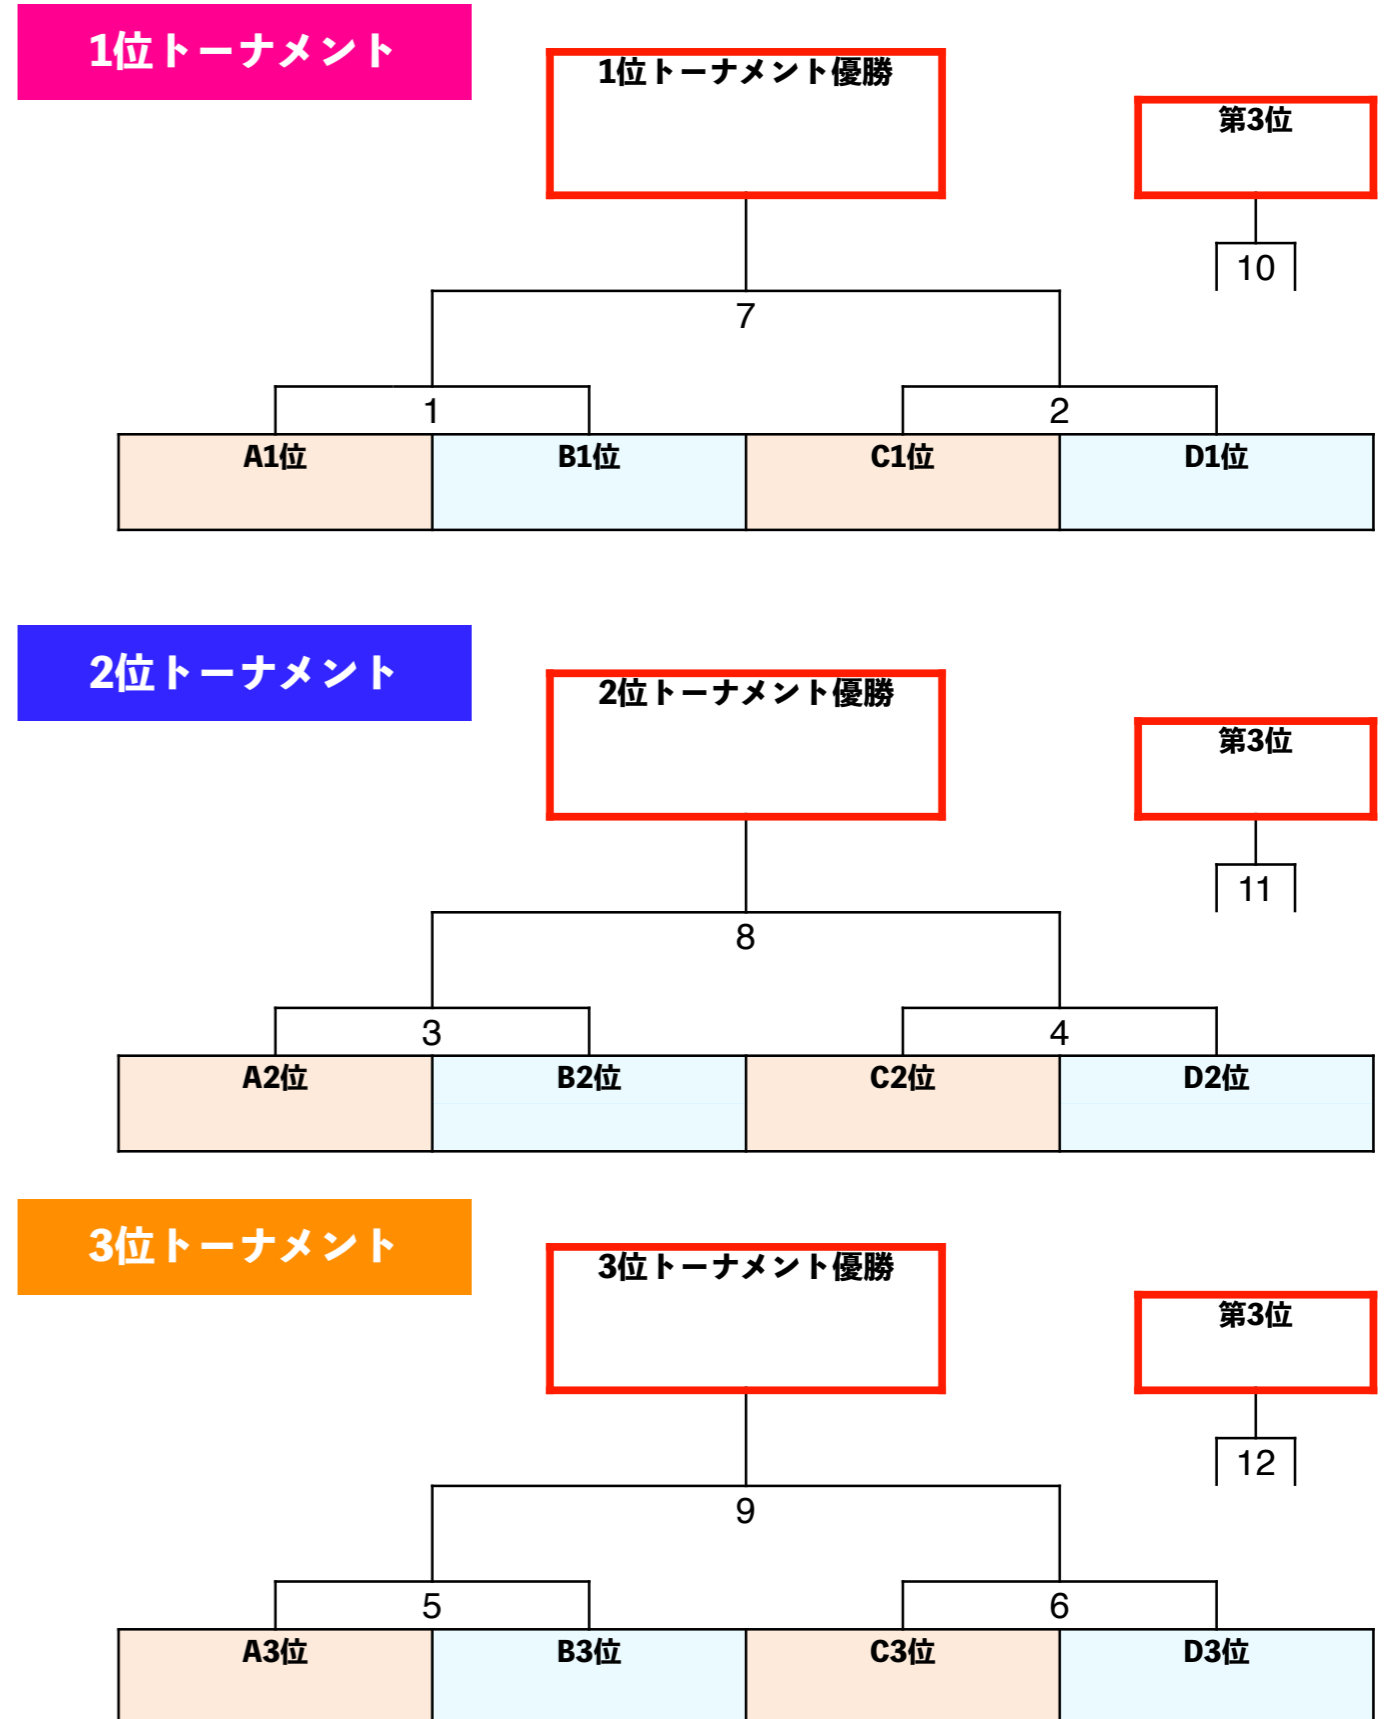 1位トーナメント
1位トーナメント優勝
第3位
10
7
1
2
A1位
B1位
C1位
D1位
2位トーナメント
2位トーナメント優勝
第3位
11
8
3
4
A2位
B2位
C2位
D2位
3位トーナメント
3位トーナメント優勝
第3位
12
9
5
6
A3位
B3位
C3位
D3位